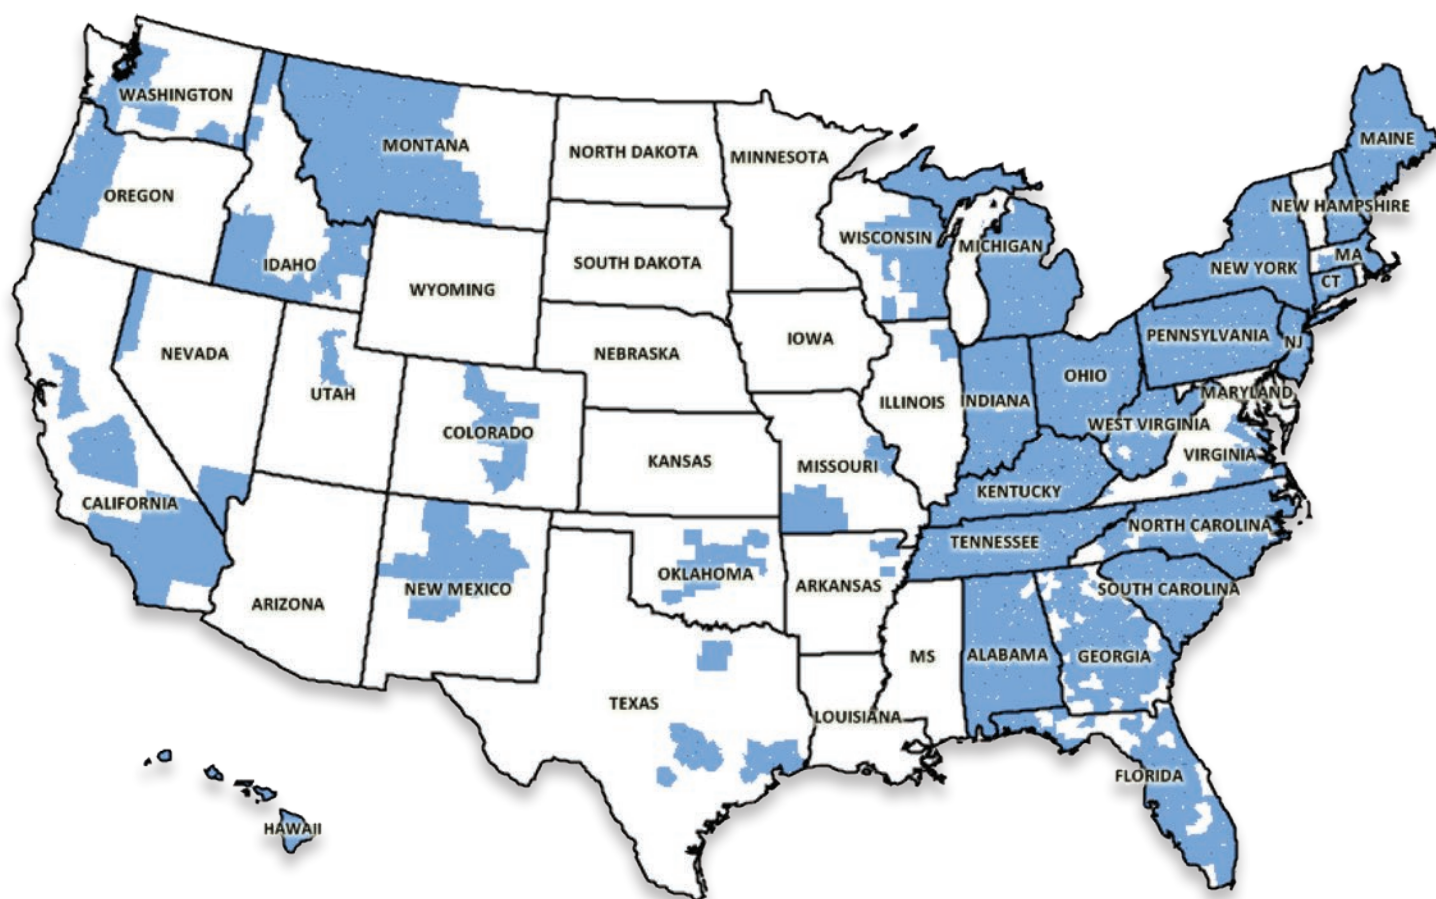 WASHINGTON
MONTANA
NORTH DAKOTA
MINNESOTA
MAINE
OREGON
NEW HAMPSHIRE
IDAHO
WISCONSIN
MICHIGAN
MA
SOUTH DAKOTA
NEW YORK
CT
WYOMING
NEVADA
NEBRASKA
IOWA
PENNSYLVANIA
NJ
UTAH
OHIO
ILLINOIS
INDIANA
MARYLAND
COLORADO
WEST VIRGINIA
KANSAS
MISSOURI
VIRGINIA
CALIFORNIA
KENTUCKY
NORTH CAROLINA
TENNESSEE
OKLAHOMA
ARKANSAS
NEW MEXICO
SOUTH CAROLINA
ARIZONA
MS
ALABAMA
GEORGIA
TEXAS
LOUISIANA
FLORIDA
HAWAII